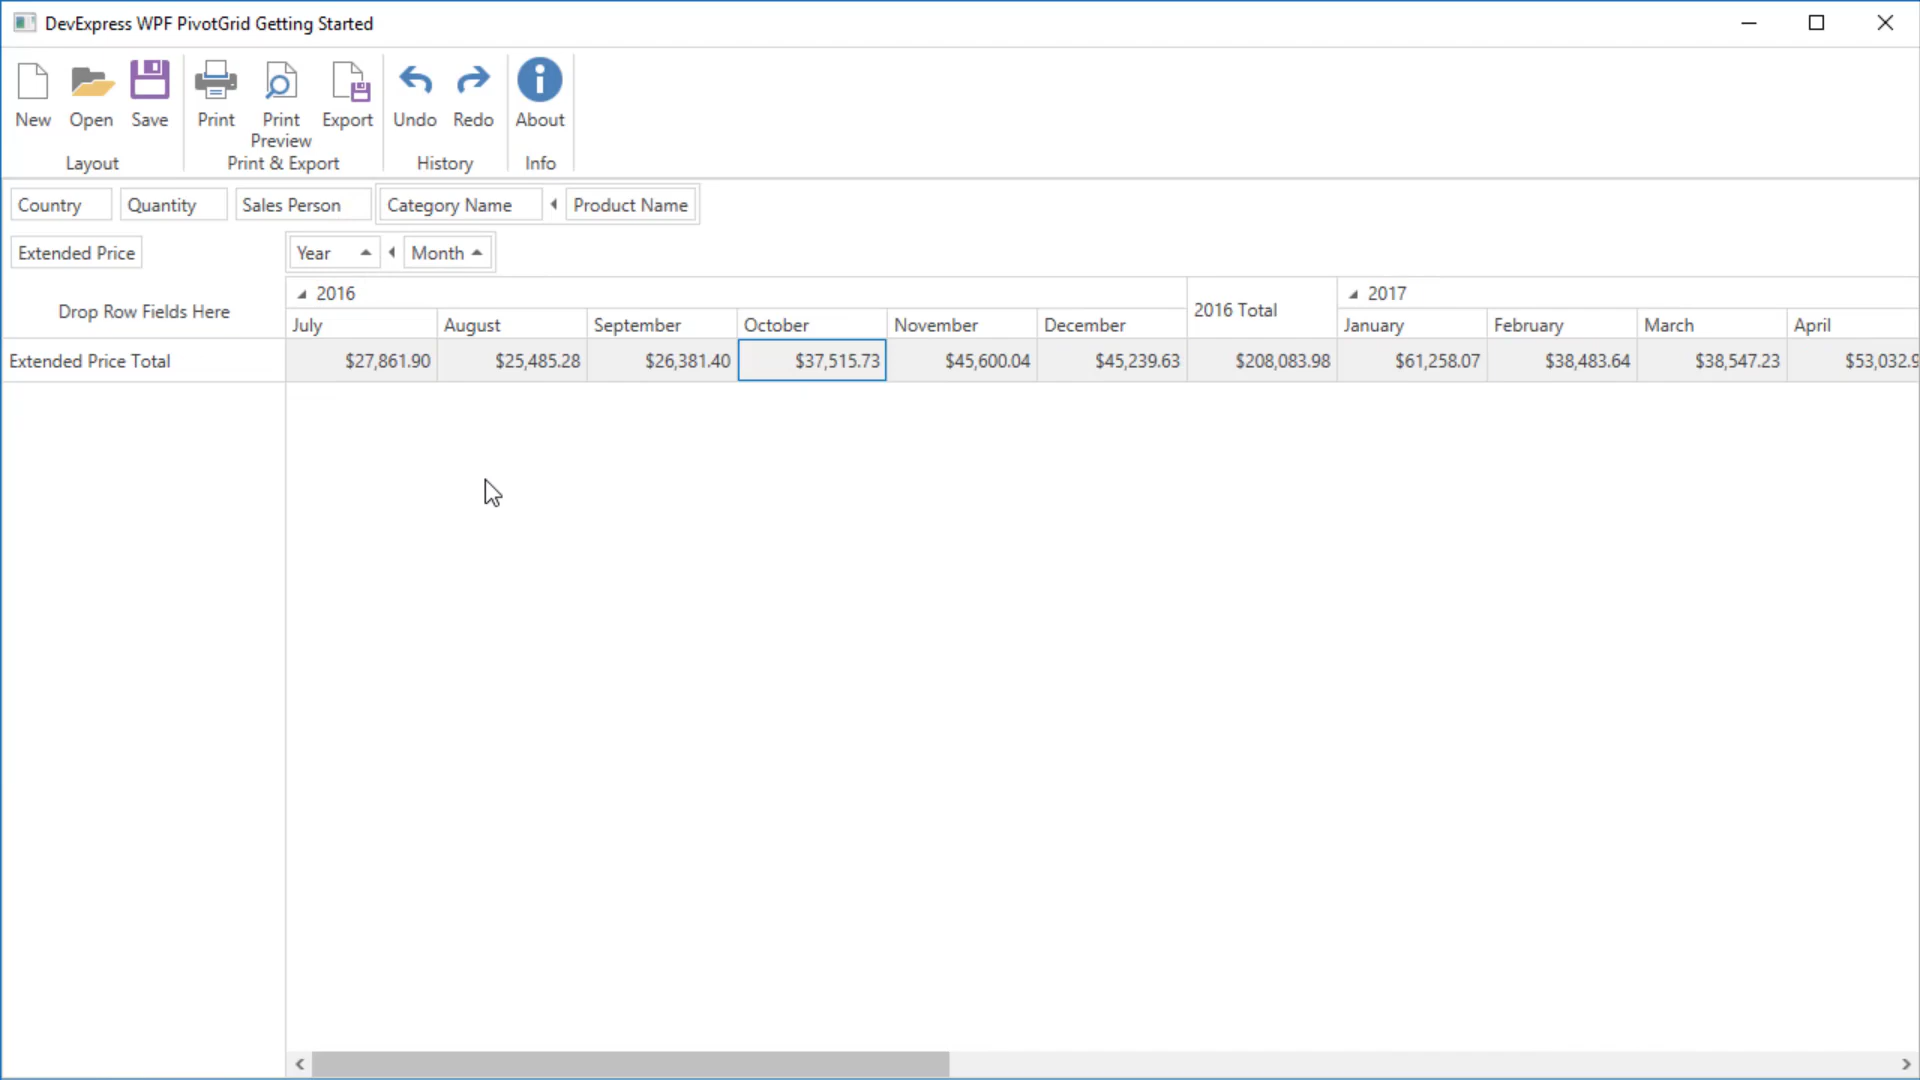 DevExpress WPF PivotGrid Getting Started
New Open Save Print Print Preview Export Undo Redo About
Layout Print & Export History Info
Country Quantity Sales Person Category Name Product Name
Extended Price Year Month
Drop Row Fields Here
2016 2016 Total 2017
July August September October November December January February March April
Extended Price Total $27,861.90 $25,485.28 $26,381.40 $37,515.73 $45,600.04 $45,239.63 $208,083.98 $61,258.07 $38,483.64 $38,547.23 $53,032.9